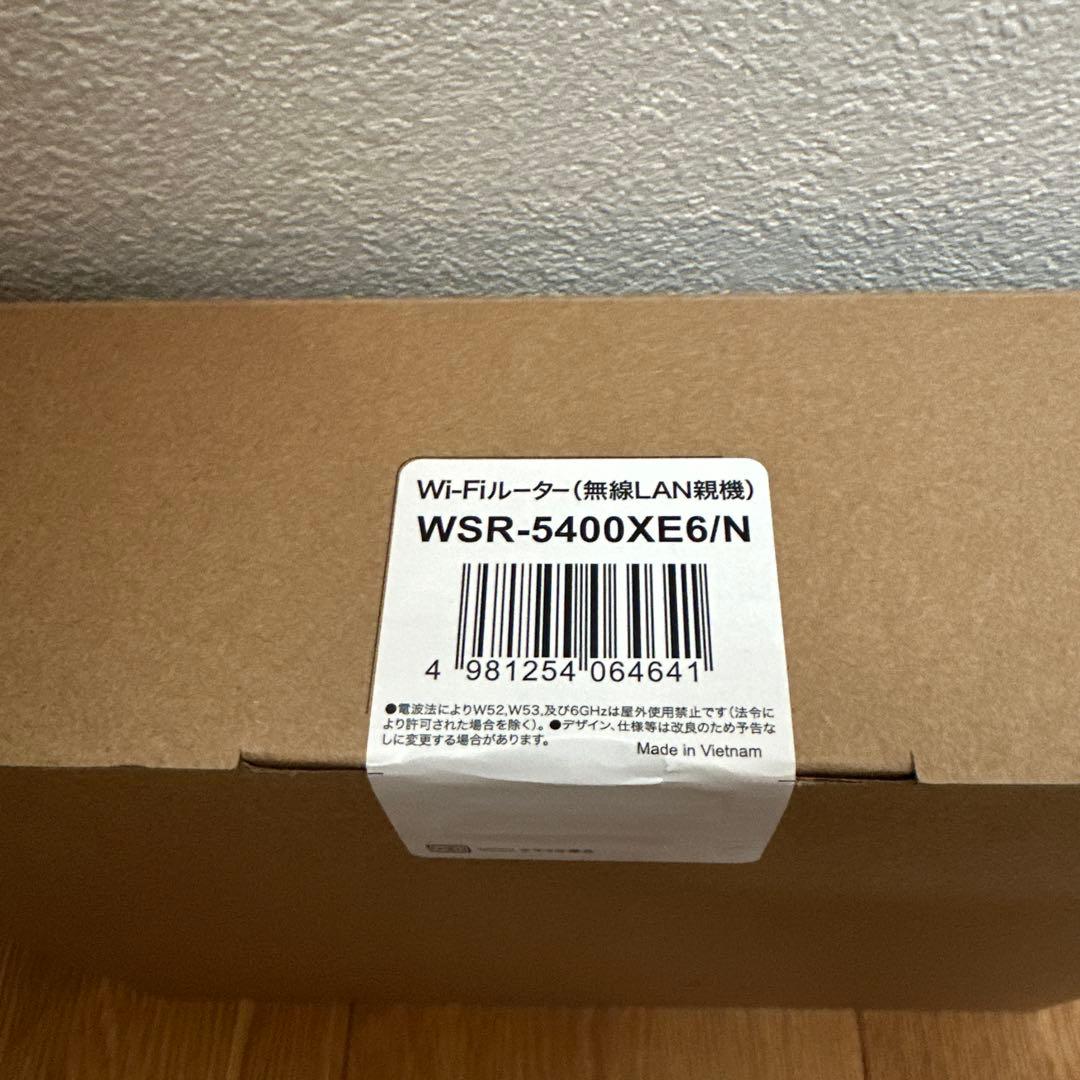 Wi-Fiルーター(無線LAN親機)
WSR-5400XE6/N
4 981254 064641
●電波法によりW52,W53,及び6GHzは屋外使用禁止です(法令に
より許可された場合を除く)。●デザイン、仕様等は改良のため予告な
しに変更する場合があります。
Made in Vietnam